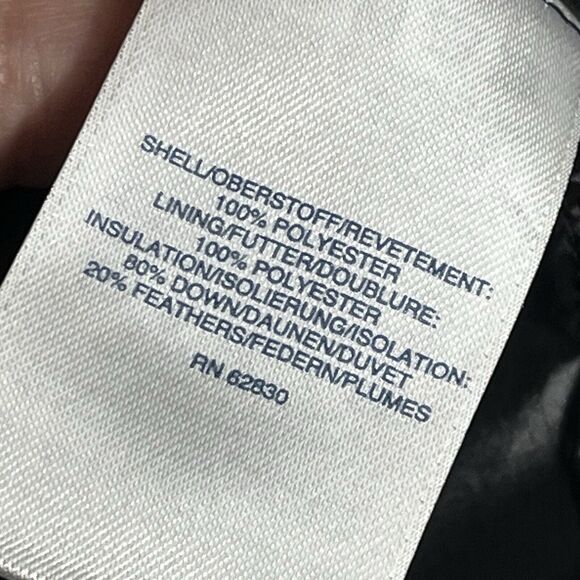 SHELL/OBERSTOFF/REVETEMENT:
100% POLYESTER
LINING/FUTTER/DOUBLURE:
100% POLYESTER
INSULATION/ISOLIERUNG/ISOLATION:
80% DOWN/DAUNEN/DUVET
20% FEATHERS/FEDERN/PLUMES
RN 62830